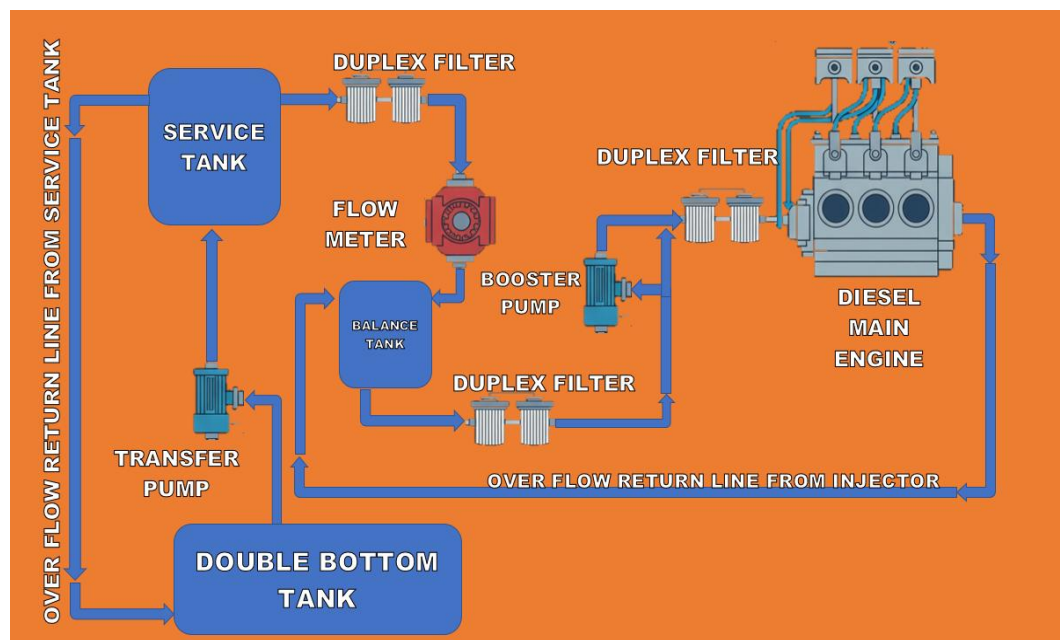 OVER FLOW RETURN LINE FROM SERVICE TANK
DUPLEX FILTER
SERVICE
TANK
DUPLEX FILTER
FLOW
METER
BOOSTER
PUMP
DIESEL
MAIN
ENGINE
BALANCE
TANK
DUPLEX FILTER
TRANSFER
PUMP
OVER FLOW RETURN LINE FROM INJECTOR
DOUBLE BOTTOM
TANK